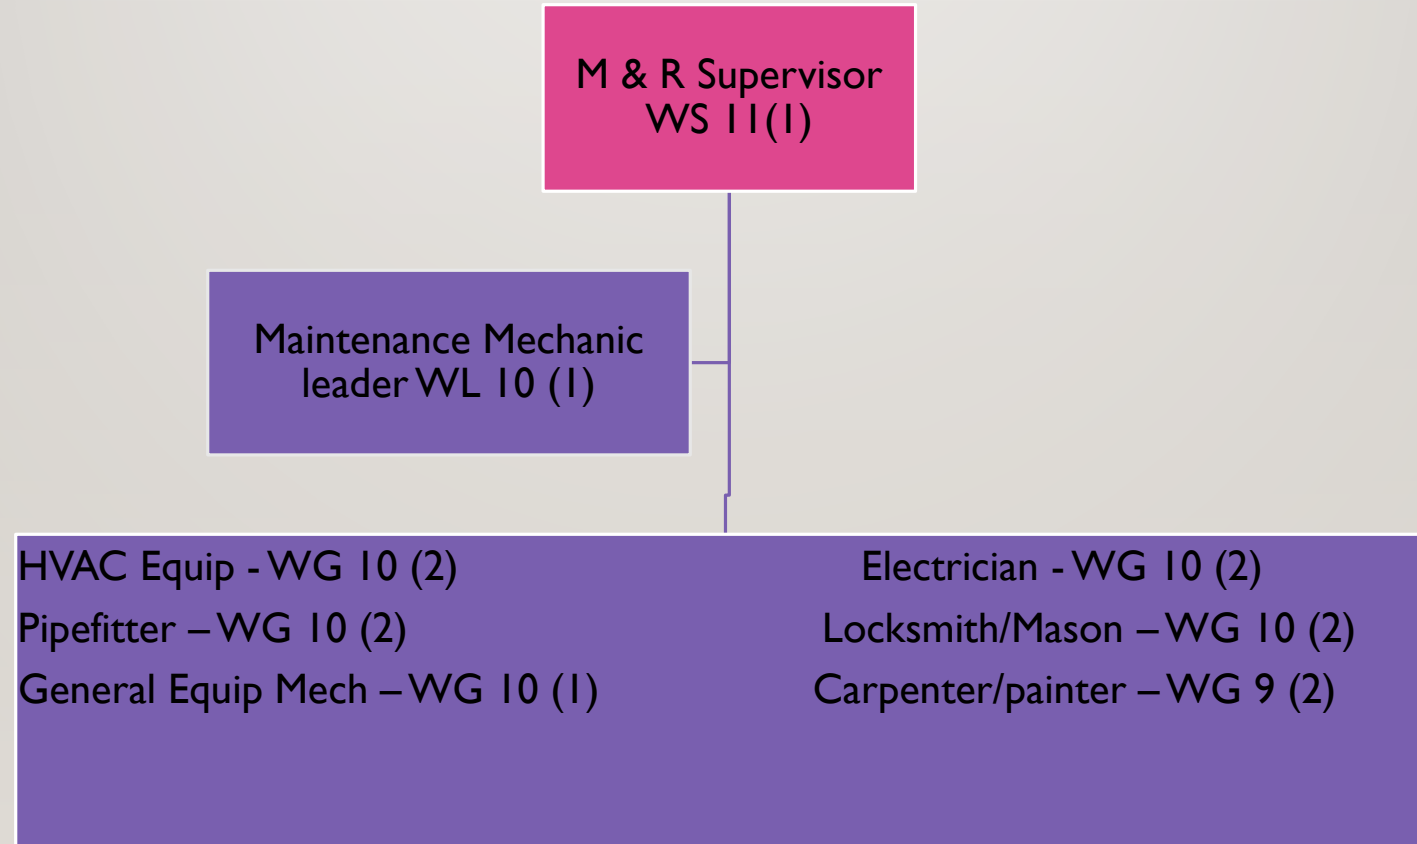 M & R Supervisor
WS 11(1)
Maintenance Mechanic
leader WL 10 (1)
HVAC Equip - WG 10 (2) Electrician - WG 10 (2)
Pipefitter – WG 10 (2) Locksmith/Mason – WG 10 (2)
General Equip Mech – WG 10 (1) Carpenter/painter – WG 9 (2)